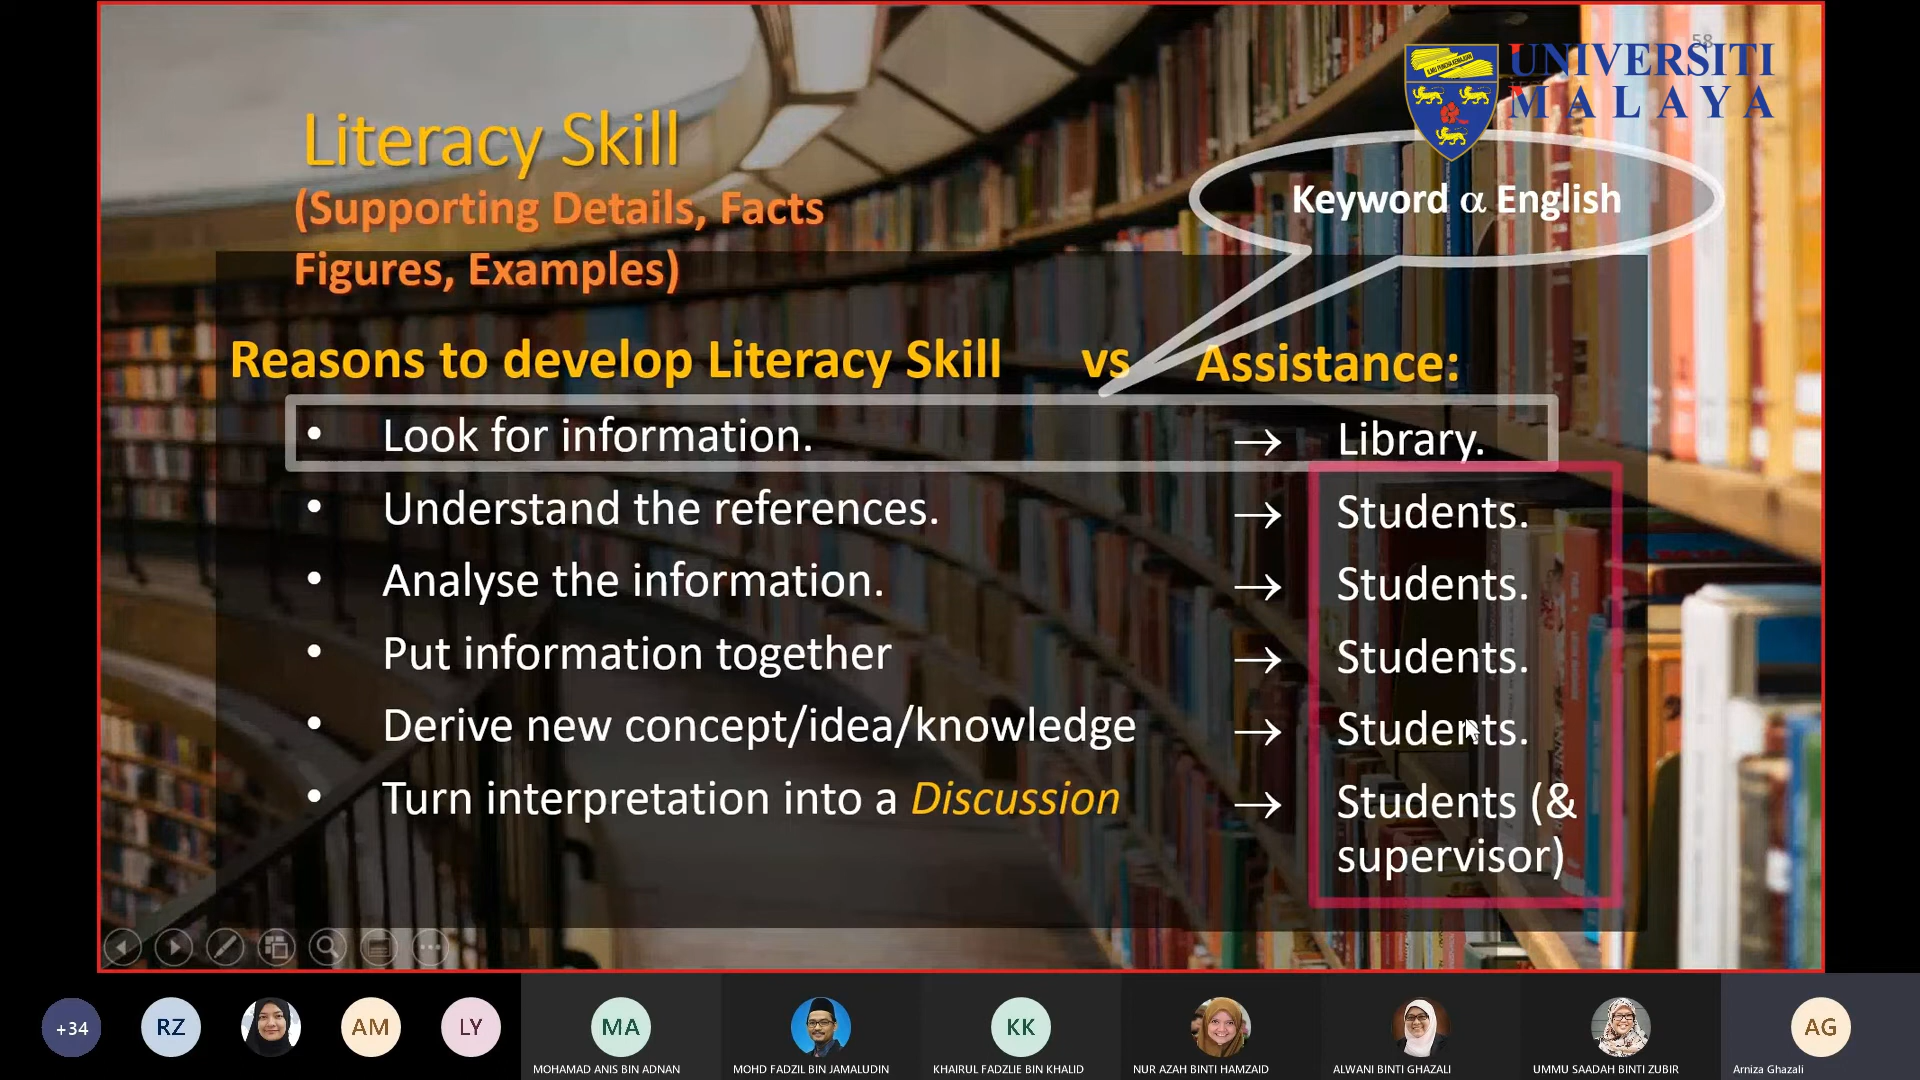 58
UNIVERSITI
MALAYA
Literacy Skill
(Supporting Details, Facts
Figures, Examples)
Keyword α English
Reasons to develop Literacy Skill vs Assistance:
• Look for information. → Library.
• Understand the references. → Students.
• Analyse the information. → Students.
• Put information together → Students.
• Derive new concept/idea/knowledge → Students.
• Turn interpretation into a Discussion → Students (&
supervisor)
+34
RZ
AM
LY
MA
KK
AG
MOHAMAD ANIS BIN ADNAN
MOHD FADZIL BIN JAMALUDIN
KHAIRUL FADZLIE BIN KHALID
NUR AZAH BINTI HAMZAID
ALWANI BINTI GHAZALI
UMMU SAADAH BINTI ZUBIR
Arniza Ghazali